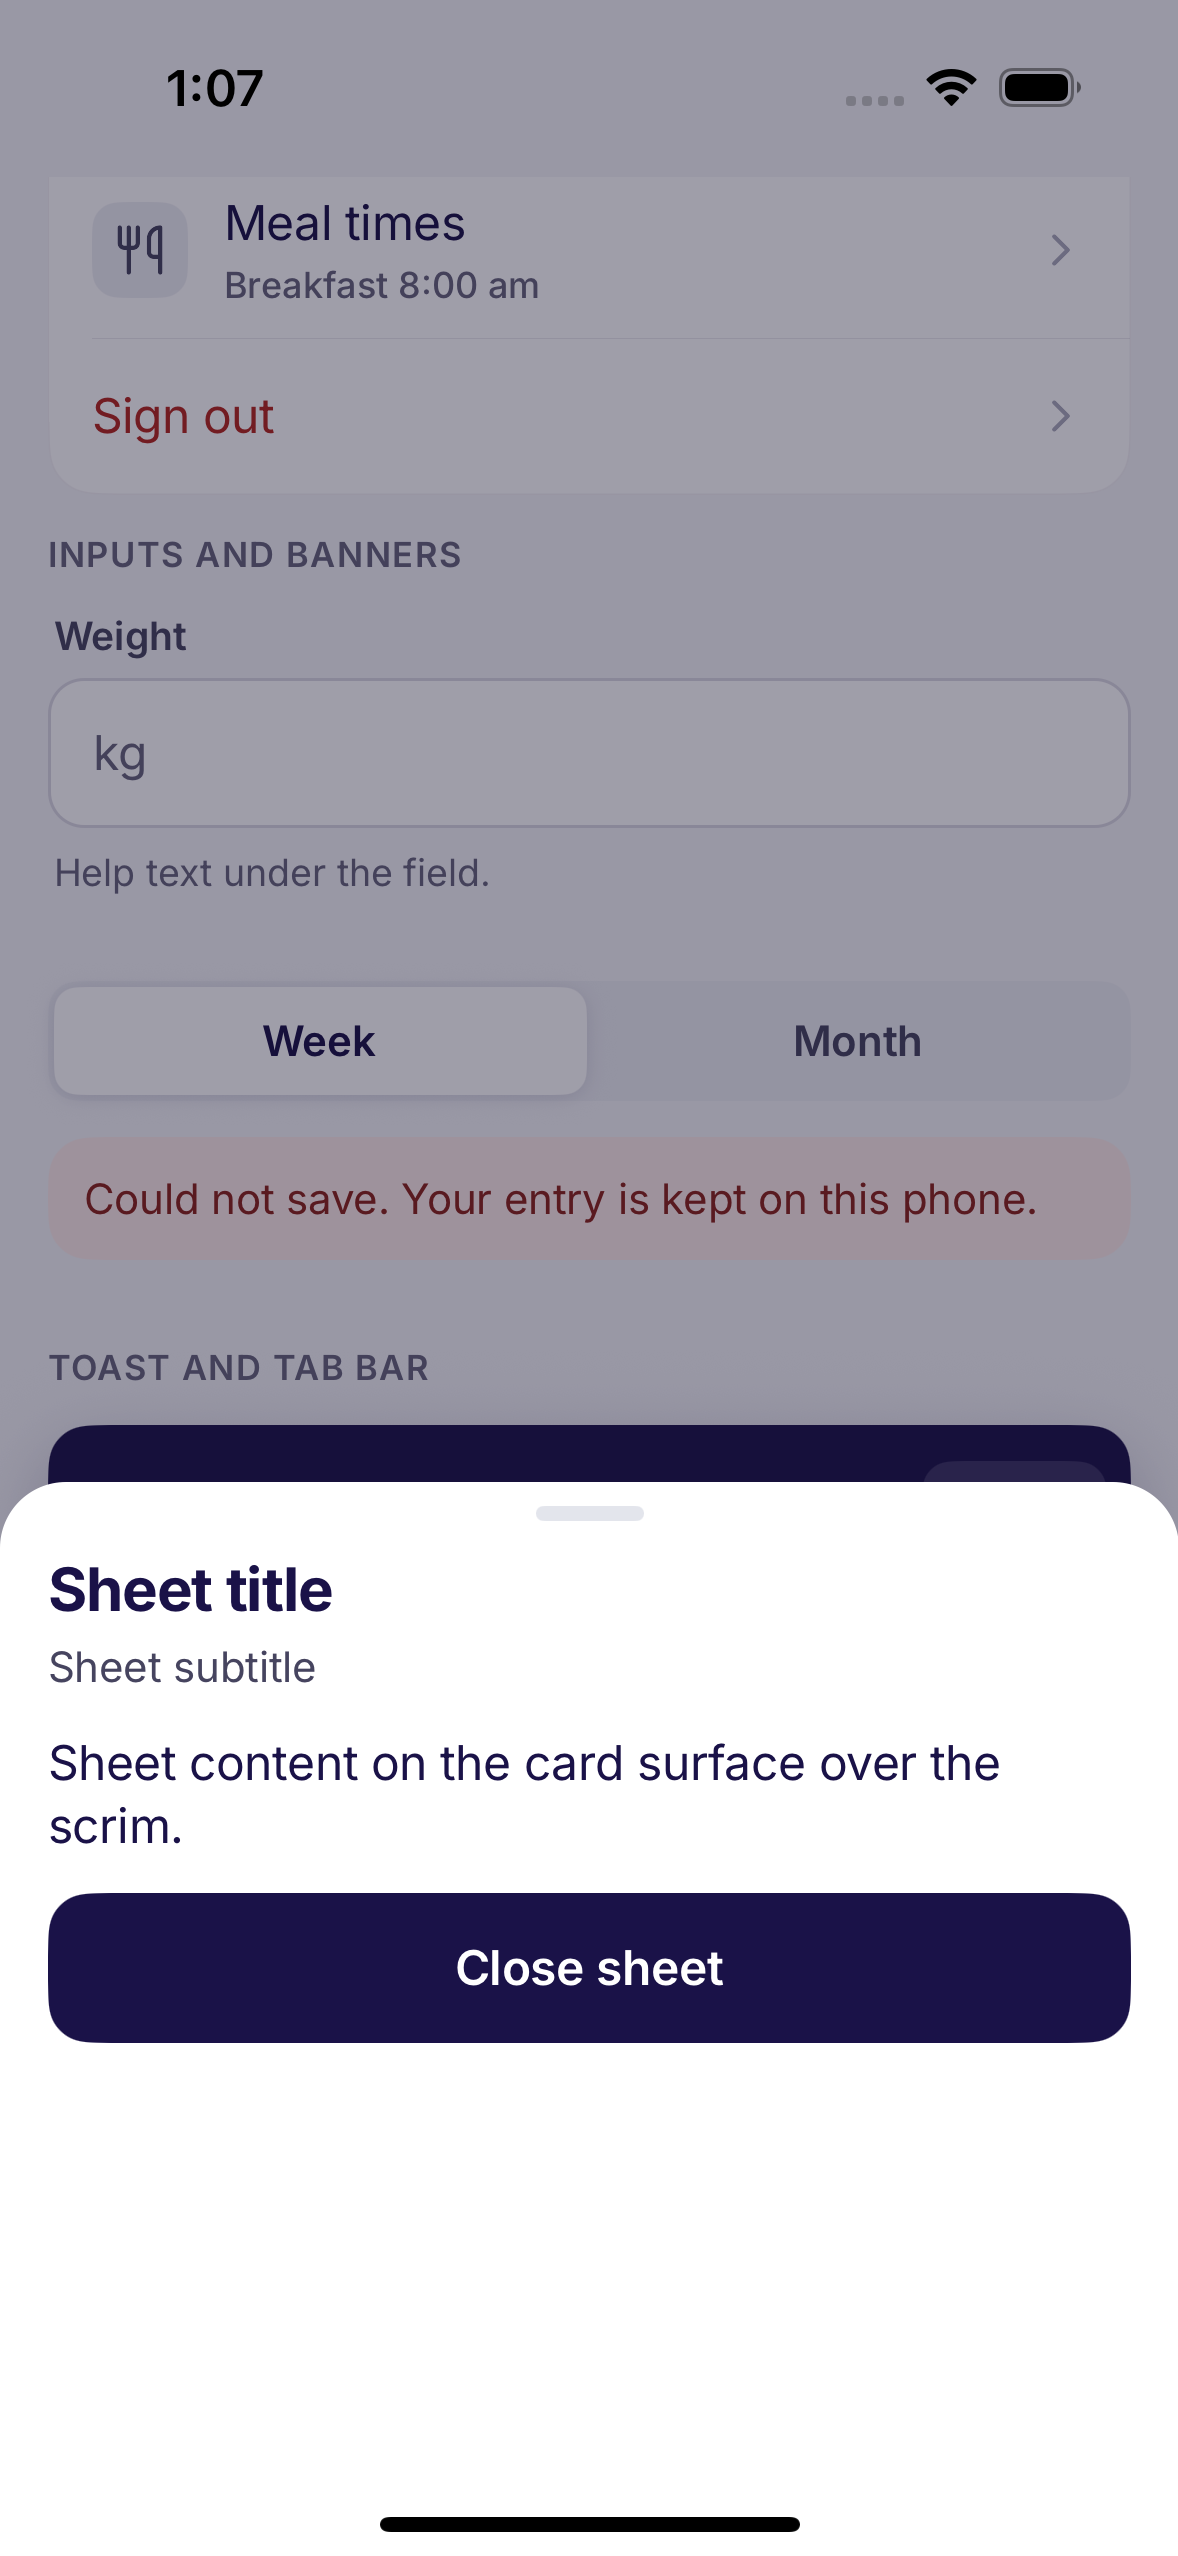 1:07
Meal times
Breakfast 8:00 am
Sign out
INPUTS AND BANNERS
Weight
kg
Help text under the field.
Week
Month
Could not save. Your entry is kept on this phone.
TOAST AND TAB BAR
Sheet title
Sheet subtitle
Sheet content on the card surface over the
scrim.
Close sheet